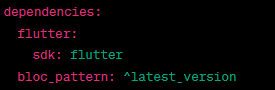 dependencies:
  flutter:
    sdk: flutter
  bloc_pattern: ^latest_version